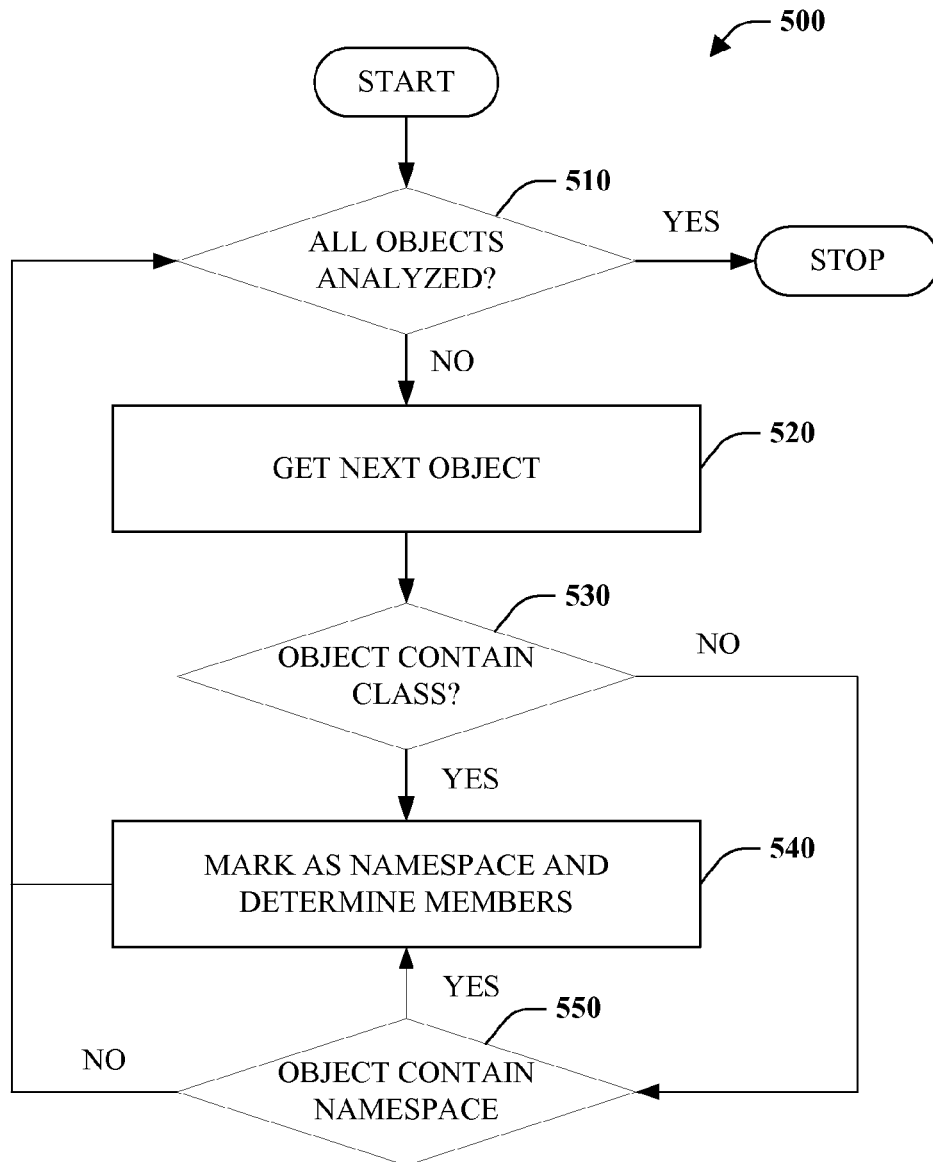 500
START
510
ALL OBJECTS
ANALYZED?
YES
STOP
NO
520
GET NEXT OBJECT
530
OBJECT CONTAIN
CLASS?
NO
YES
540
MARK AS NAMESPACE AND
DETERMINE MEMBERS
YES
550
NO
OBJECT CONTAIN
NAMESPACE